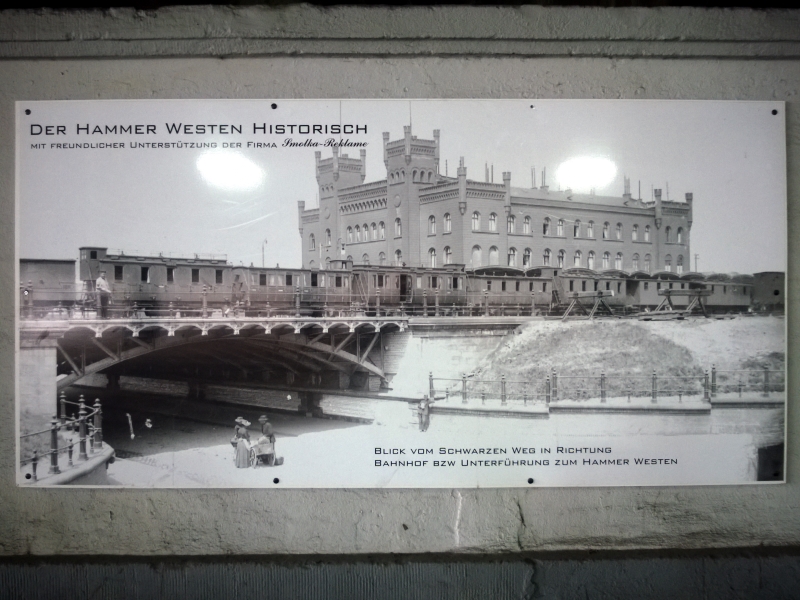 Der Hammer Westen Historisch
mit freundlicher Unterstützung der Firma Smolka-Reklame
Blick vom Schwarzen Weg in Richtung
Bahnhof bzw Unterführung zum Hammer Westen